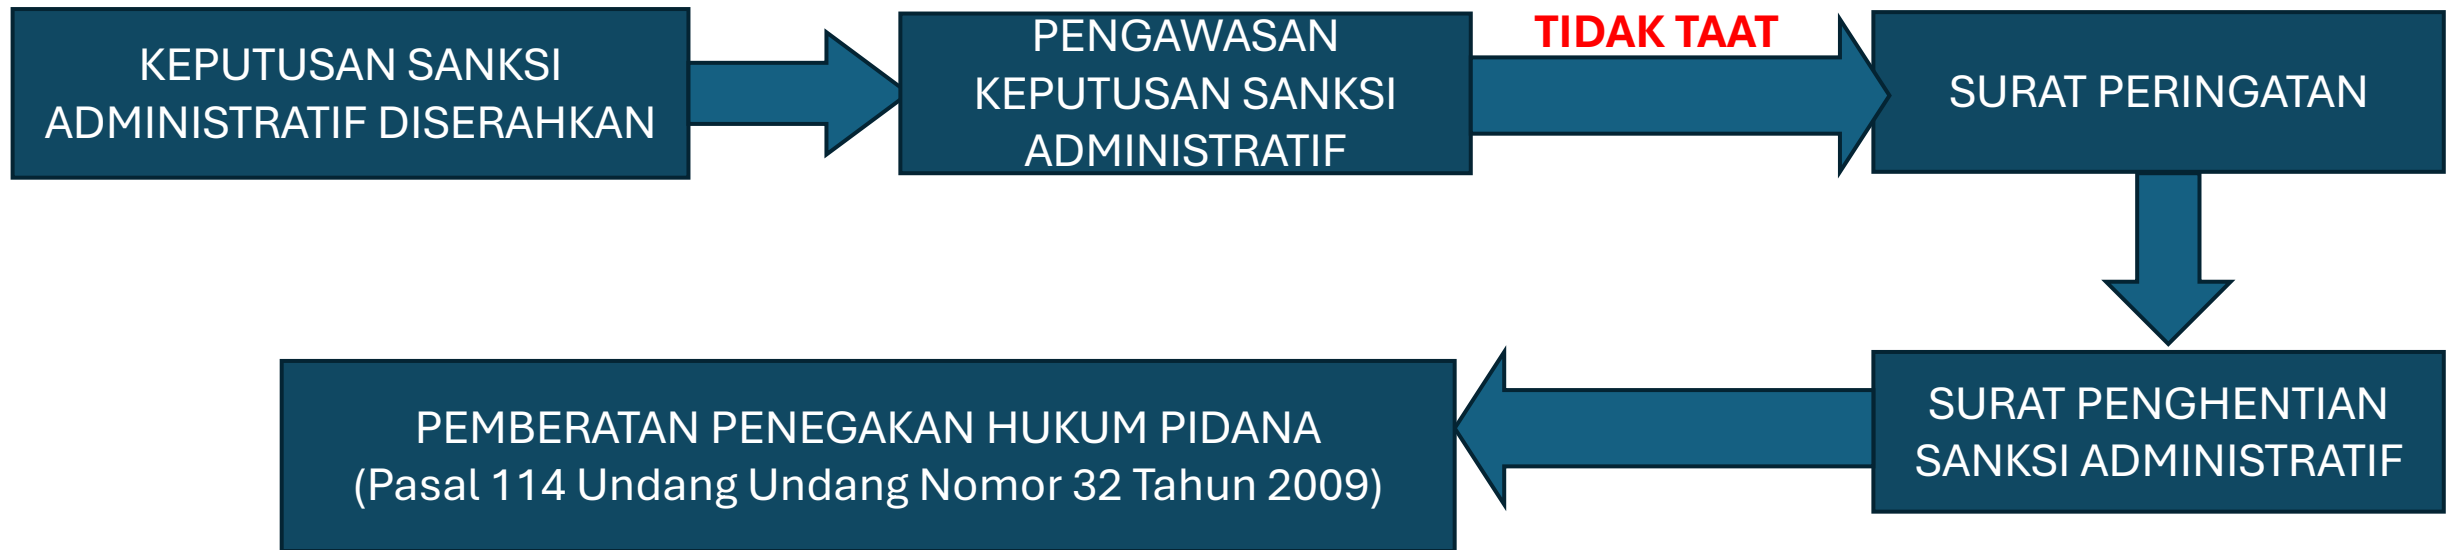 KEPUTUSAN SANKSI
ADMINISTRATIF DISERAHKAN
PENGAWASAN
KEPUTUSAN SANKSI
ADMINISTRATIF
TIDAK TAAT
SURAT PERINGATAN
SURAT PENGHENTIAN
SANKSI ADMINISTRATIF
PEMBERATAN PENEGAKAN HUKUM PIDANA
(Pasal 114 Undang Undang Nomor 32 Tahun 2009)